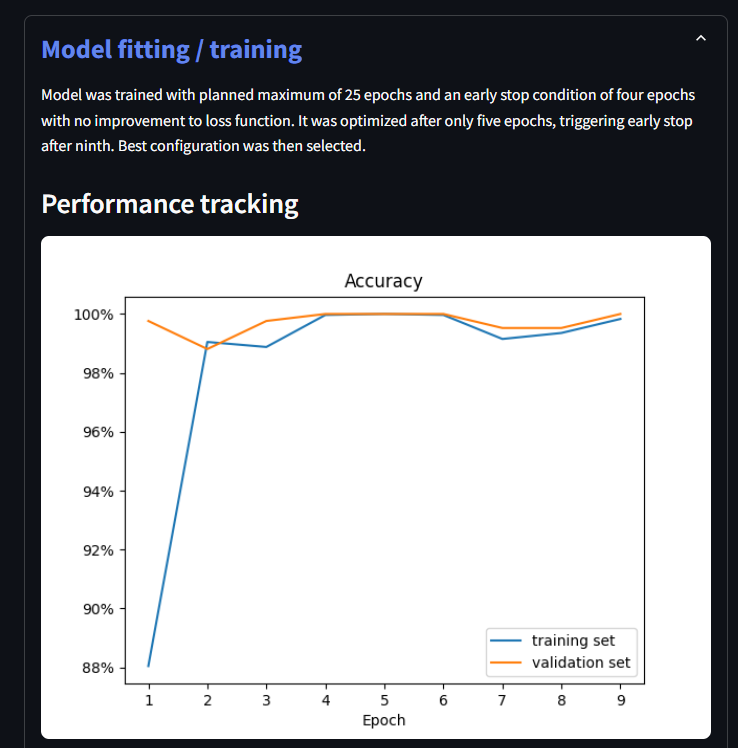 Model fitting / training
Model was trained with planned maximum of 25 epochs and an early stop condition of four epochs
with no improvement to loss function. It was optimized after only five epochs, triggering early stop
after ninth. Best configuration was then selected.
Performance tracking
Accuracy
100%
98%
96%
94%
92%
90%
88%
training set
validation set
1 2 3 4 5 6 7 8 9
Epoch